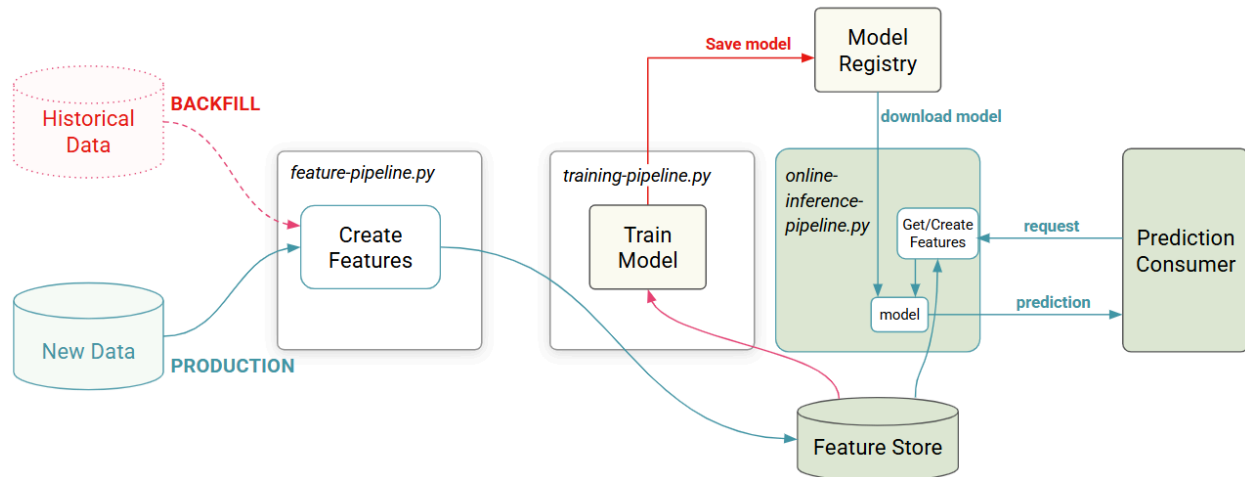 Save model
Model
Registry
Historical
Data
BACKFILL
download model
feature-pipeline.py
training-pipeline.py
online-
inference-
pipeline.py
Create
Features
Train
Model
Get/Create
Features
request
Prediction
Consumer
model
prediction
New Data
PRODUCTION
Feature Store